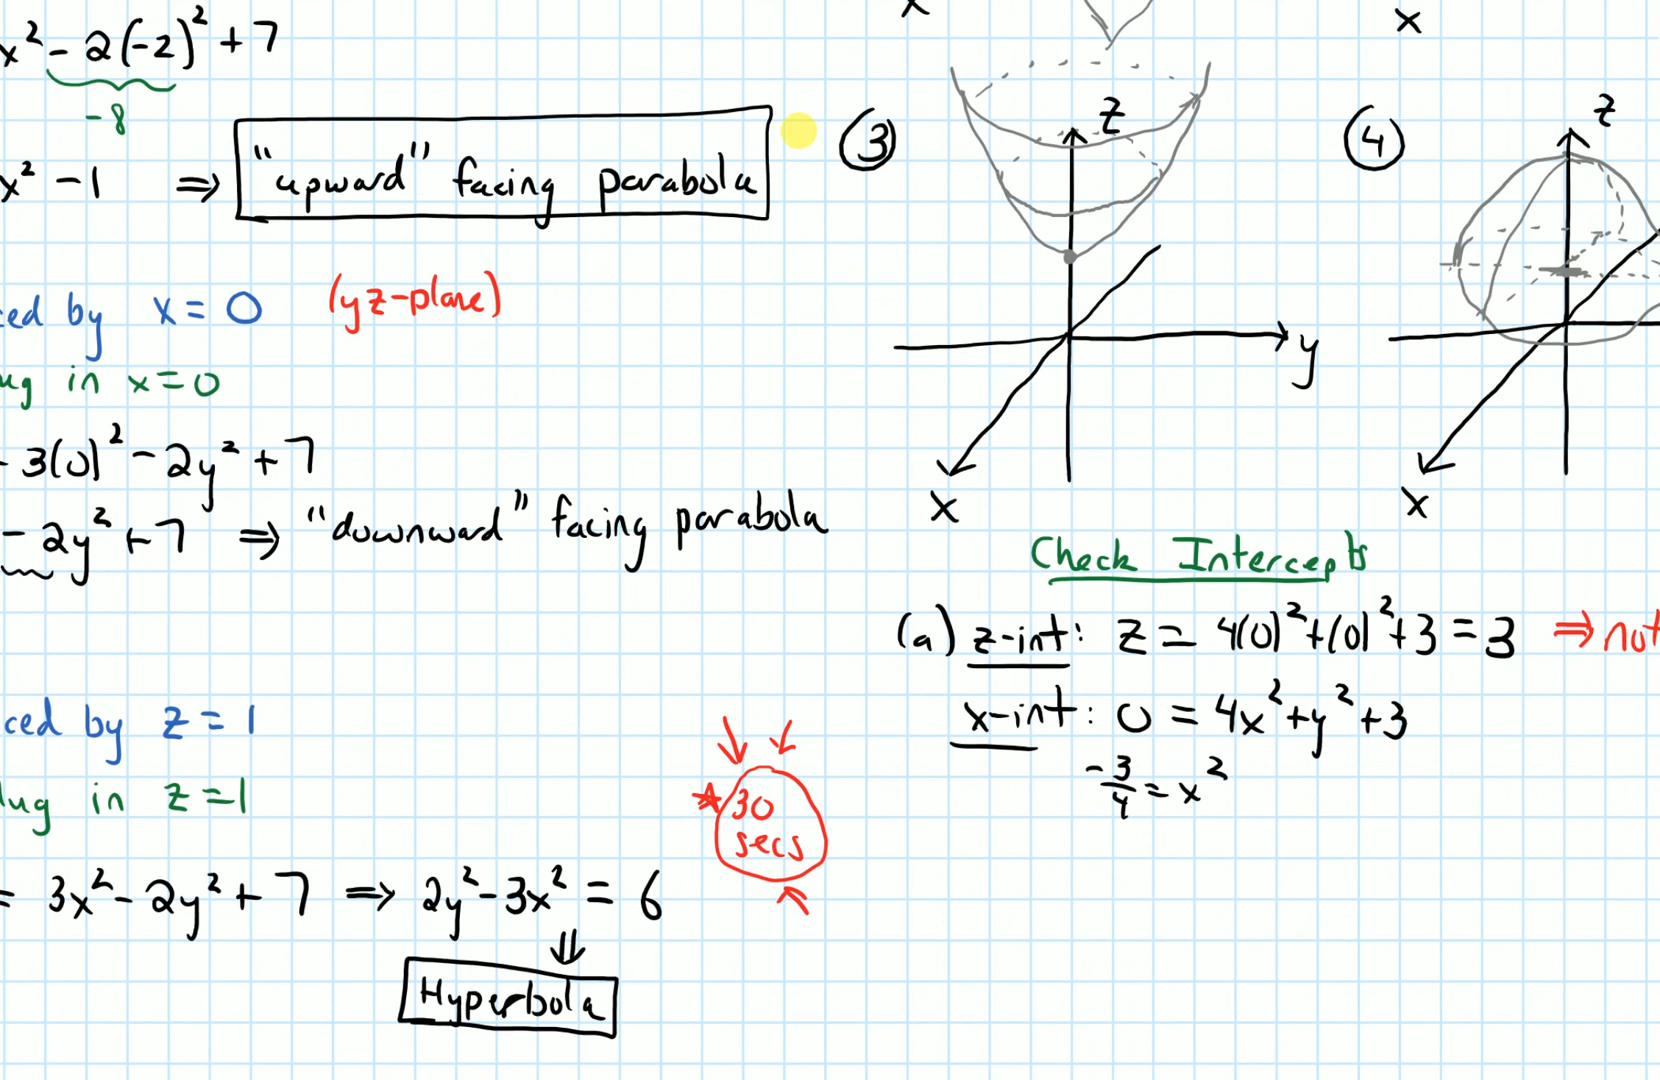 x² - 2(-2)² + 7
-8
x² - 1 ⇒ "upward" facing parabola
ced by x = 0 (yz-plane)
ug in x = 0
- 3(0)² - 2y² + 7
- 2y² + 7 ⇒ "downward" facing parabola
ced by z = 1
lug in z = 1
= 3x² - 2y² + 7 ⇒ 2y² - 3x² = 6
⇓
Hyperbola
30
secs
x
x
③
z
y
x
④
z
x
Check Intercepts
(a) z-int: z = 4(0)² + (0)² + 3 = 3 ⇒ not
x-int: 0 = 4x² + y² + 3
-3/4 = x²